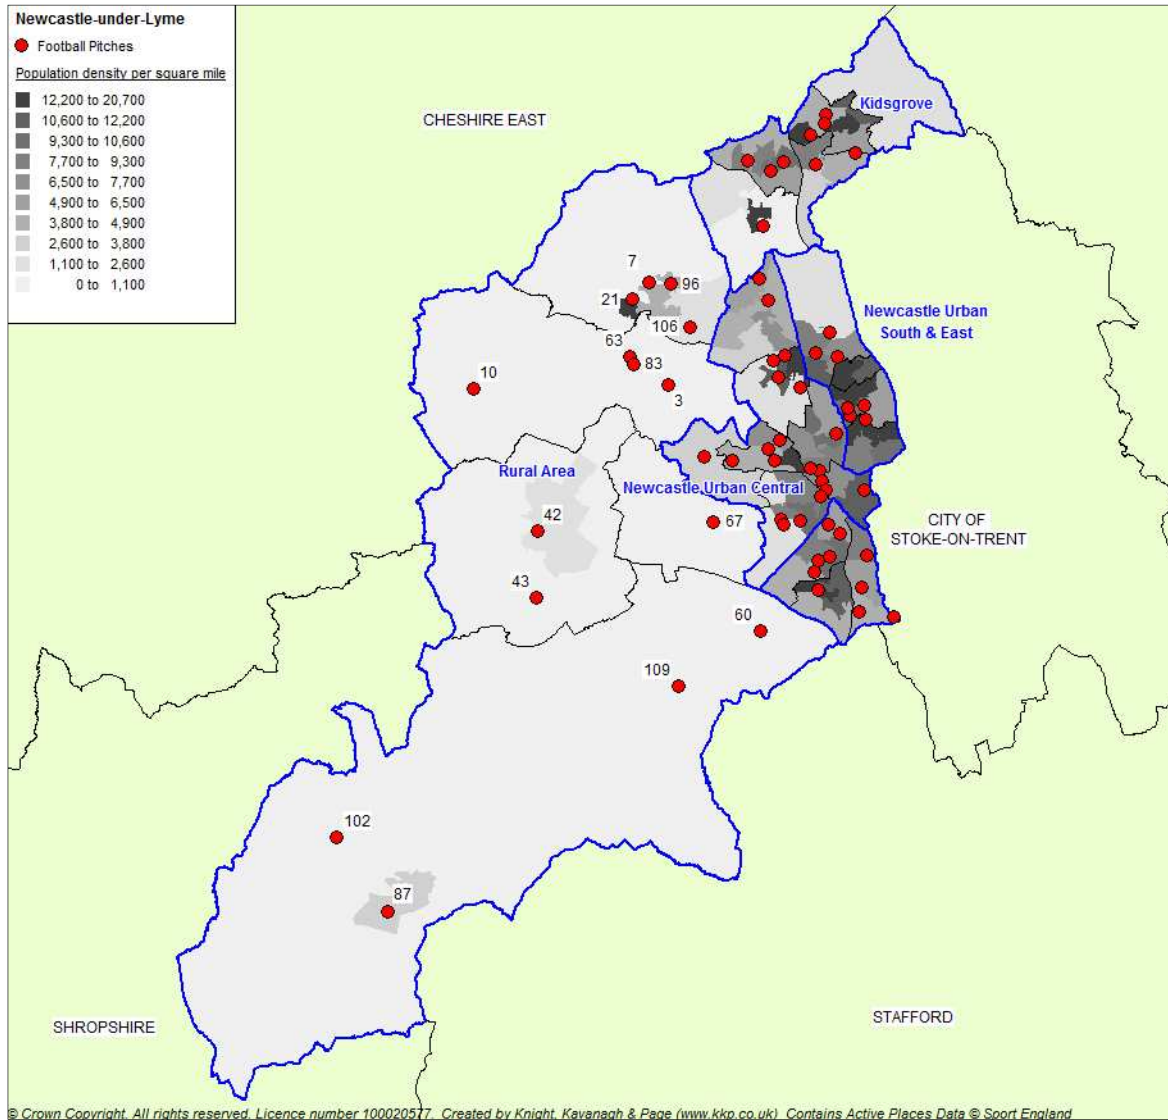 Newcastle-under-Lyme
Football Pitches
Population density per square mile
12,200 to 20,700
10,600 to 12,200
9,300 to 10,600
7,700 to 9,300
6,500 to 7,700
4,900 to 6,500
3,800 to 4,900
2,600 to 3,800
1,100 to 2,600
0 to 1,100
CHESHIRE EAST
Kidsgrove
7
96
21
106
Newcastle Urban
South & East
63
83
10
3
Rural Area
Newcastle Urban Central
42
67
CITY OF
STOKE-ON-TRENT
43
60
109
102
87
SHROPSHIRE
STAFFORD
© Crown Copyright. All rights reserved. Licence number 100020577. Created by Knight, Kavanagh & Page (www.kkp.co.uk) Contains Active Places Data © Sport England